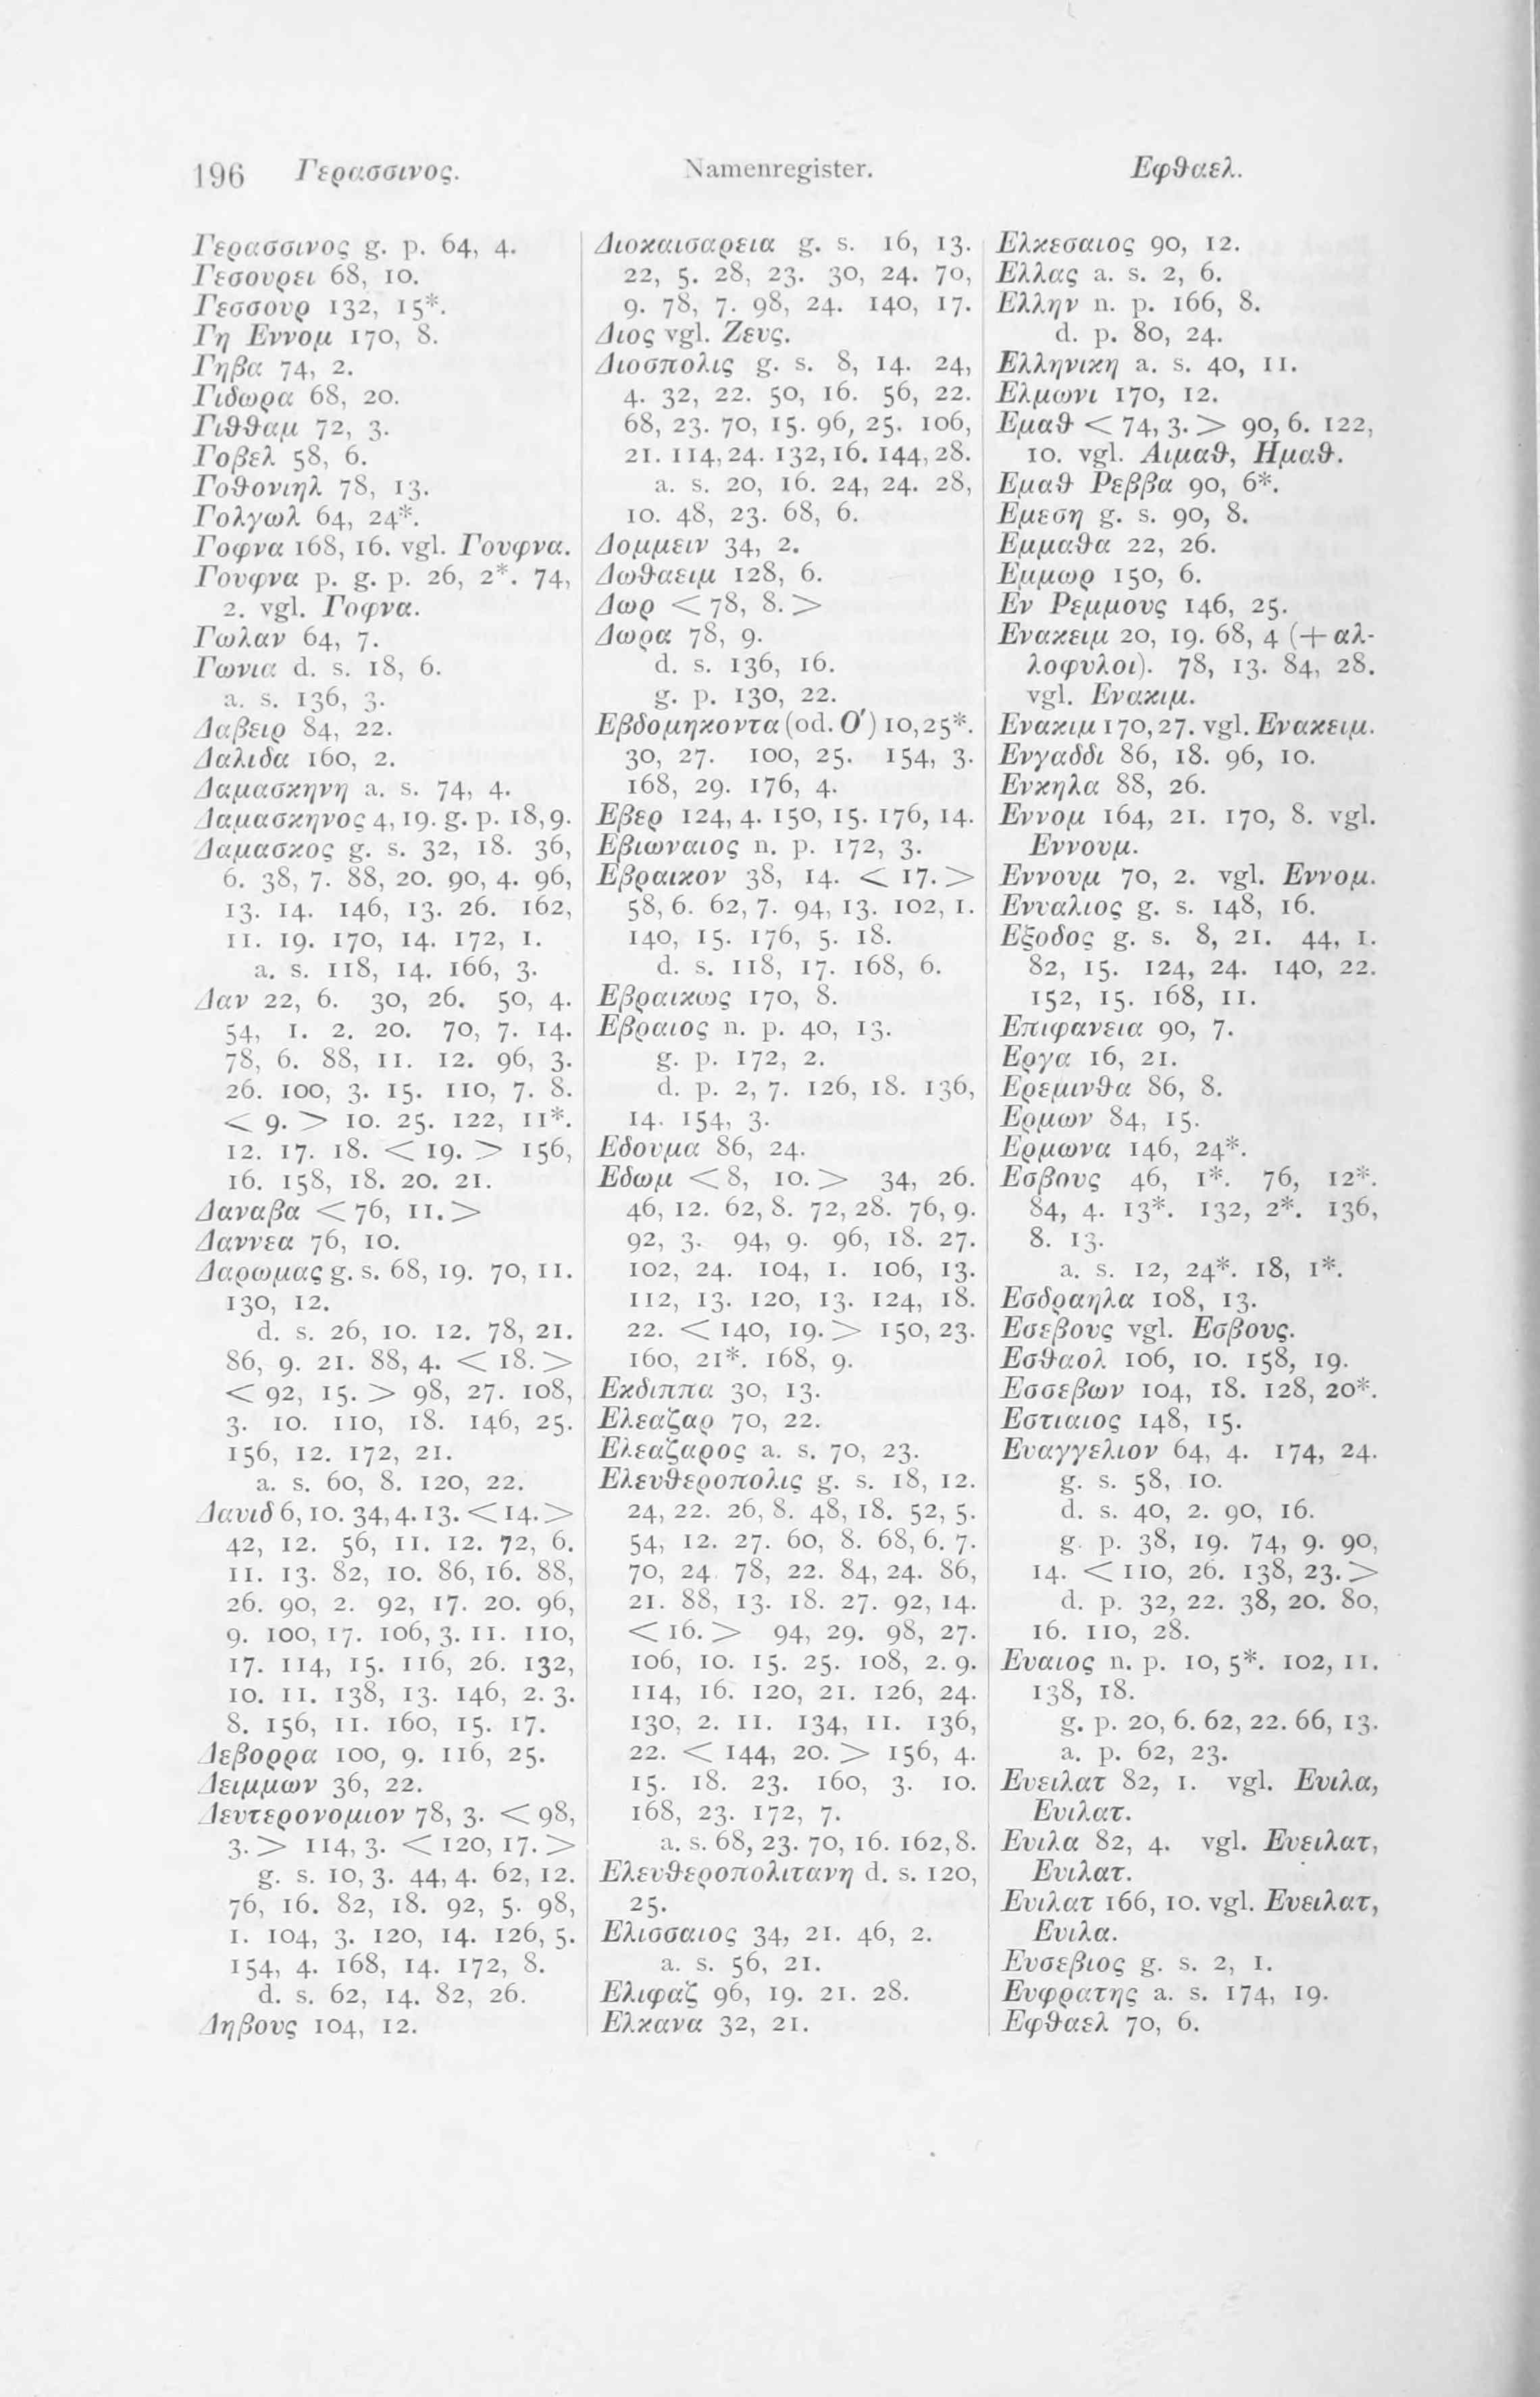 196 Γερασσινος. Namenregister. Εφθαελ.
Γερασσινος g. p. 64, 4.
Γεσουρει 68, 10.
Γεσσουρ 132, 15*.
Γη Εννομ 170, 8.
Γηβα 74, 2.
Γιδωρα 68, 20.
Γιθθαμ 72, 3.
Γοβελ 58, 6.
Γοθονιηλ 78, 13.
Γολγωλ 64, 24*.
Γοφνα 168, 16. vgl. Γουφνα.
Γουφνα p. g. p. 26, 2*. 74,
2. vgl. Γοφνα.
Γωλαν 64, 7.
Γωνια d. s. 18, 6.
a. s. 136, 3.
Δαβειρ 84, 22.
Δαλιδα 160, 2.
Δαμασκηνη a. s. 74, 4.
Δαμασκηνος 4, 19. g. p. 18, 9.
Δαμασκος g. s. 32, 18. 36,
6. 38, 7. 88, 20. 90, 4. 96,
13. 14. 146, 13. 26. 162,
11. 19. 170, 14. 172, 1.
a. s. 118, 14. 166, 3.
Δαν 22, 6. 30, 26. 50, 4.
54, 1. 2. 20. 70, 7. 14.
78, 6. 88, 11. 12. 96, 3.
26. 100, 3. 15. 110, 7. 8.
< 9. > 10. 25. 122, 11*.
12. 17. 18. < 19. > 156,
16. 158, 18. 20. 21.
Δαναβα < 76, 11. >
Δαννεα 76, 10.
Δαρωμας g. s. 68, 19. 70, 11.
130, 12.
d. s. 26, 10. 12. 78, 21.
86, 9. 21. 88, 4. < 18. >
< 92, 15. > 98, 27. 108,
3. 10. 110, 18. 146, 25.
156, 12. 172, 21.
a. s. 60, 8. 120, 22.
Δαυιδ 6, 10. 34, 4. 13. < 14. >
42, 12. 56, 11. 12. 72, 6.
11. 13. 82, 10. 86, 16. 88,
26. 90, 2. 92, 17. 20. 96,
9. 100, 17. 106, 3. 11. 110,
17. 114, 15. 116, 26. 132,
10. 11. 138, 13. 146, 2. 3.
8. 156, 11. 160, 15. 17.
Δεβορρα 100, 9. 116, 25.
Δειμμων 36, 22.
Δευτερονομιον 78, 3. < 98,
3. > 114, 3. < 120, 17. >
g. s. 10, 3. 44, 4. 62, 12.
76, 16. 82, 18. 92, 5. 98,
1. 104, 3. 120, 14. 126, 5.
154, 4. 168, 14. 172, 8.
d. s. 62, 14. 82, 26.
Δηβους 104, 12.
Διοκαισαρεια g. s. 16, 13.
22, 5. 28, 23. 30, 24. 70,
9. 78, 7. 98, 24. 140, 17.
Διος vgl. Ζευς.
Διοσπολις g. s. 8, 14. 24,
4. 32, 22. 50, 16. 56, 22.
68, 23. 70, 15. 96, 25. 106,
21. 114, 24. 132, 16. 144, 28.
a. s. 20, 16. 24, 24. 28,
10. 48, 23. 68, 6.
Δομμειν 34, 2.
Δωθαειμ 128, 6.
Δωρ < 78, 8. >
Δωρα 78, 9.
d. s. 136, 16.
g. p. 130, 22.
Εβδομηκοντα (od. Ο′) 10, 25*.
30, 27. 100, 25. 154, 3.
168, 29. 176, 4.
Εβερ 124, 4. 150, 15. 176, 14.
Εβιωναιος n. p. 172, 3.
Εβραικον 38, 14. < 17. >
58, 6. 62, 7. 94, 13. 102, 1.
140, 15. 176, 5. 18.
d. s. 118, 17. 168, 6.
Εβραικως 170, 8.
Εβραιος n. p. 40, 13.
g. p. 172, 2.
d. p. 2, 7. 126, 18. 136,
14. 154, 3.
Εδουμα 86, 24.
Εδωμ < 8, 10. > 34, 26.
46, 12. 62, 8. 72, 28. 76, 9.
92, 3. 94, 9. 96, 18. 27.
102, 24. 104, 1. 106, 13.
112, 13. 120, 13. 124, 18.
22. < 140, 19. > 150, 23.
160, 21*. 168, 9.
Εκδιππα 30, 13.
Ελεαζαρ 70, 22.
Ελεαζαρος a. s. 70, 23.
Ελευθεροπολις g. s. 18, 12.
24, 22. 26, 8. 48, 18. 52, 5.
54, 12. 27. 60, 8. 68, 6. 7.
70, 24. 78, 22. 84, 24. 86,
21. 88, 13. 18. 27. 92, 14.
< 16. > 94, 29. 98, 27.
106, 10. 15. 25. 108, 2. 9.
114, 16. 120, 21. 126, 24.
130, 2. 11. 134, 11. 136,
22. < 144, 20. > 156, 4.
15. 18. 23. 160, 3. 10.
168, 23. 172, 7.
a. s. 68, 23. 70, 16. 162, 8.
Ελευθεροπολιτανη d. s. 120,
25.
Ελισσαιος 34, 21. 46, 2.
a. s. 56, 21.
Ελιφαζ 96, 19. 21. 28.
Ελκανα 32, 21.
Ελκεσαιος 90, 12.
Ελλας a. s. 2, 6.
Ελλην n. p. 166, 8.
d. p. 80, 24.
Ελληνικη a. s. 40, 11.
Ελμωνι 170, 12.
Εμαθ < 74, 3. > 90, 6. 122,
10. vgl. Αιμαθ, Ημαθ.
Εμαθ Ρεββα 90, 6*.
Εμεση g. s. 90, 8.
Εμμαθα 22, 26.
Εμμωρ 150, 6.
Εν Ρεμμους 146, 25.
Ενακειμ 20, 19. 68, 4 (+ αλ-
λοφυλοι). 78, 13. 84, 28.
vgl. Ενακιμ.
Ενακιμ 170, 27. vgl. Ενακειμ.
Ενγαδδι 86, 18. 96, 10.
Ενκηλα 88, 26.
Εννομ 164, 21. 170, 8. vgl.
Εννουμ.
Εννουμ 70, 2. vgl. Εννομ.
Ενυαλιος g. s. 148, 16.
Εξοδος g. s. 8, 21. 44, 1.
82, 15. 124, 24. 140, 22.
152, 15. 168, 11.
Επιφανεια 90, 7.
Εργα 16, 21.
Ερεμινθα 86, 8.
Ερμων 84, 15.
Ερμωνα 146, 24*.
Εσβους 46, 1*. 76, 12*.
84, 4. 13*. 132, 2*. 136,
8. 13.
a. s. 12, 24*. 18, 1*.
Εσδραηλα 108, 13.
Εσεβους vgl. Εσβους.
Εσθαολ 106, 10. 158, 19.
Εσσεβων 104, 18. 128, 20*.
Εστιαιος 148, 15.
Ευαγγελιον 64, 4. 174, 24.
g. s. 58, 10.
d. s. 40, 2. 90, 16.
g. p. 38, 19. 74, 9. 90,
14. < 110, 26. 138, 23. >
d. p. 32, 22. 38, 20. 80,
16. 110, 28.
Ευαιος n. p. 10, 5*. 102, 11.
138, 18.
g. p. 20, 6. 62, 22. 66, 13.
a. p. 62, 23.
Ευειλατ 82, 1. vgl. Ευιλα,
Ευιλατ.
Ευιλα 82, 4. vgl. Ευειλατ,
Ευιλατ.
Ευιλατ 166, 10. vgl. Ευειλατ,
Ευιλα.
Ευσεβιος g. s. 2, 1.
Ευφρατης a. s. 174, 19.
Εφθαελ 70, 6.